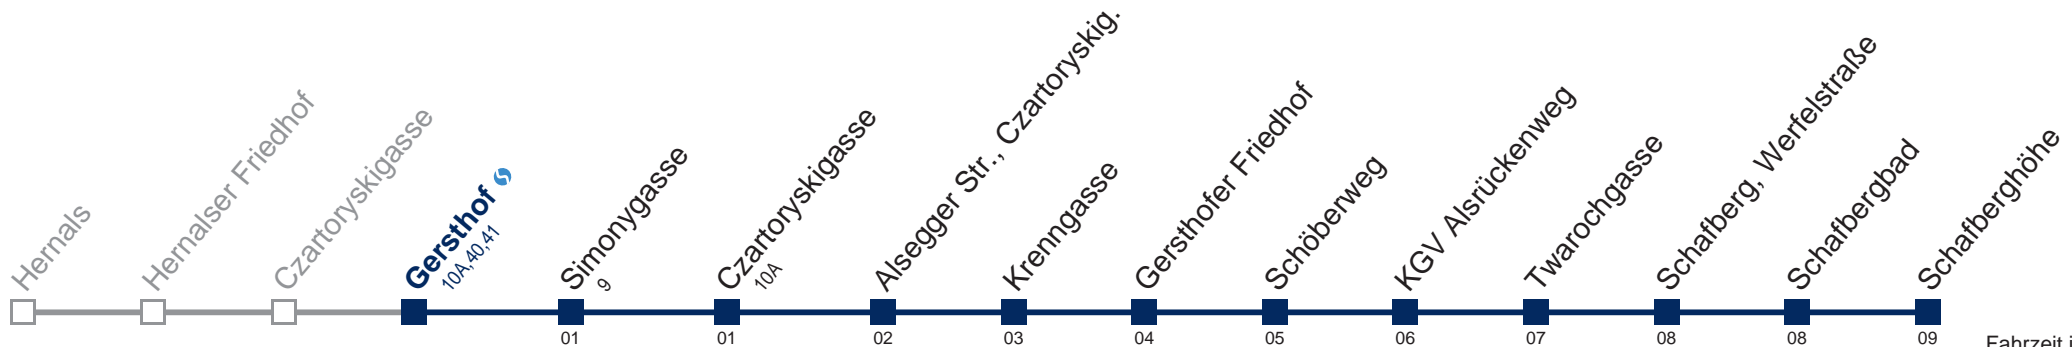 Hernals
Hernalser Friedhof
Czartoryskigasse
Gersthof
10A,40,41
Simonygasse
9
Czartoryskigasse
10A
Alsegger Str., Czartoryskig.
Krenngasse
Gersthofer Friedhof
Schöberweg
KGV Alsrückenweg
Twarochgasse
Schafberg, Werfelstraße
Schafbergbad
Schafberghöhe
01
01
02
03
04
05
06
07
08
08
09
Fahrzeit